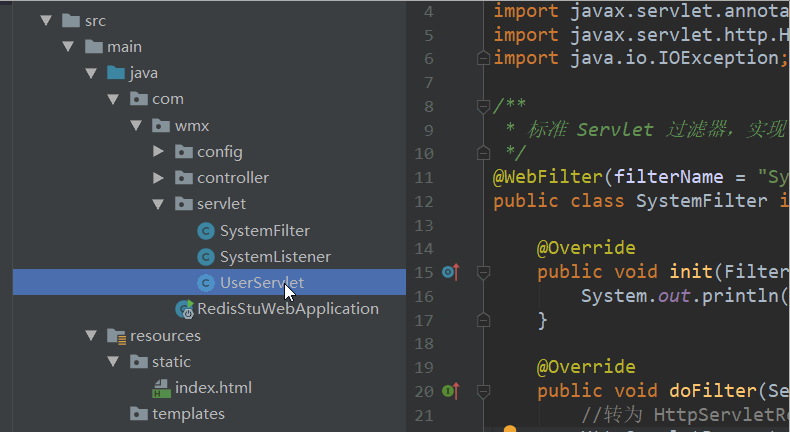 src
main
java
com
wmx
config
controller
servlet
SystemFilter
SystemListener
UserServlet
RedisStuWebApplication
resources
static
index.html
templates
4 import javax.servlet.annota
5 import javax.servlet.http.H
6 import java.io.IOException;
7
8 /**
9 * 标准 Servlet 过滤器，实现
10 */
11 @WebFilter(filterName = "Sy
12 public class SystemFilter i
13
14 @Override
15 public void init(Filter
16 System.out.println(
17 }
18
19 @Override
20 public void doFilter(Se
21 //转为 HttpServletRe